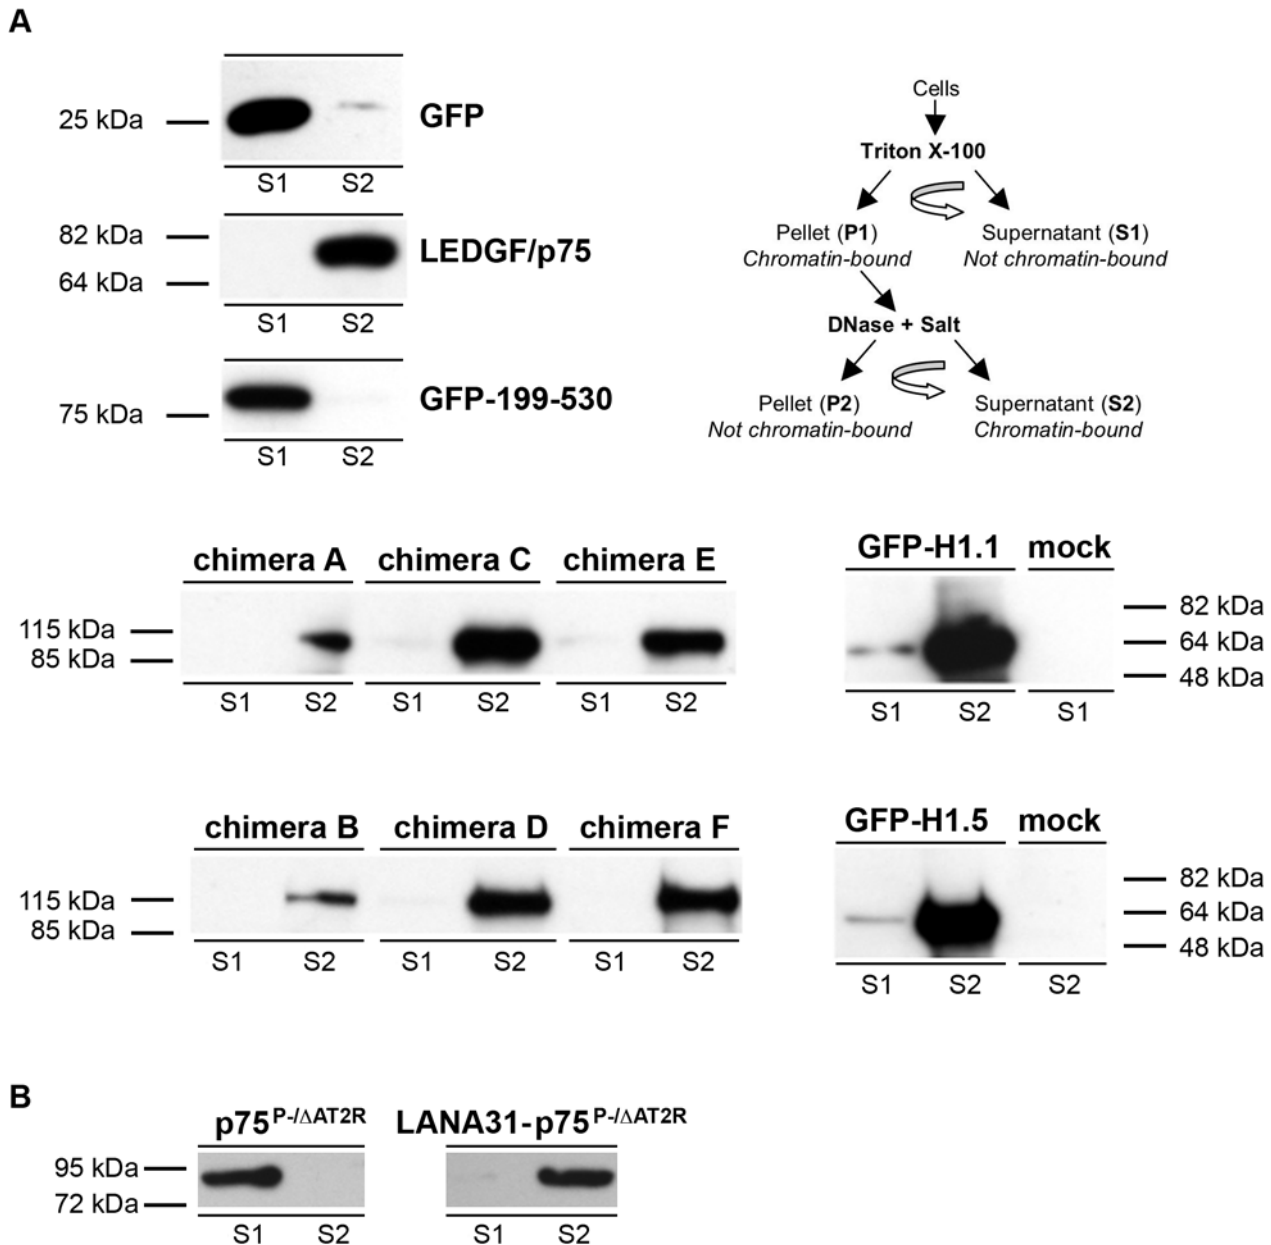 A
25 kDa
GFP
S1 S2
82 kDa
64 kDa
LEDGF/p75
S1 S2
75 kDa
GFP-199-530
S1 S2
Cells
Triton X-100
Pellet (P1) Supernatant (S1)
Chromatin-bound Not chromatin-bound
DNase + Salt
Pellet (P2) Supernatant (S2)
Not chromatin-bound Chromatin-bound
chimera A chimera C chimera E
115 kDa
85 kDa
S1 S2 S1 S2 S1 S2
GFP-H1.1 mock
82 kDa
64 kDa
48 kDa
S1 S2 S1
chimera B chimera D chimera F
115 kDa
85 kDa
S1 S2 S1 S2 S1 S2
GFP-H1.5 mock
82 kDa
64 kDa
48 kDa
S1 S2 S2
B
p75P-/ΔAT2R LANA31-p75P-/ΔAT2R
95 kDa
72 kDa
S1 S2 S1 S2